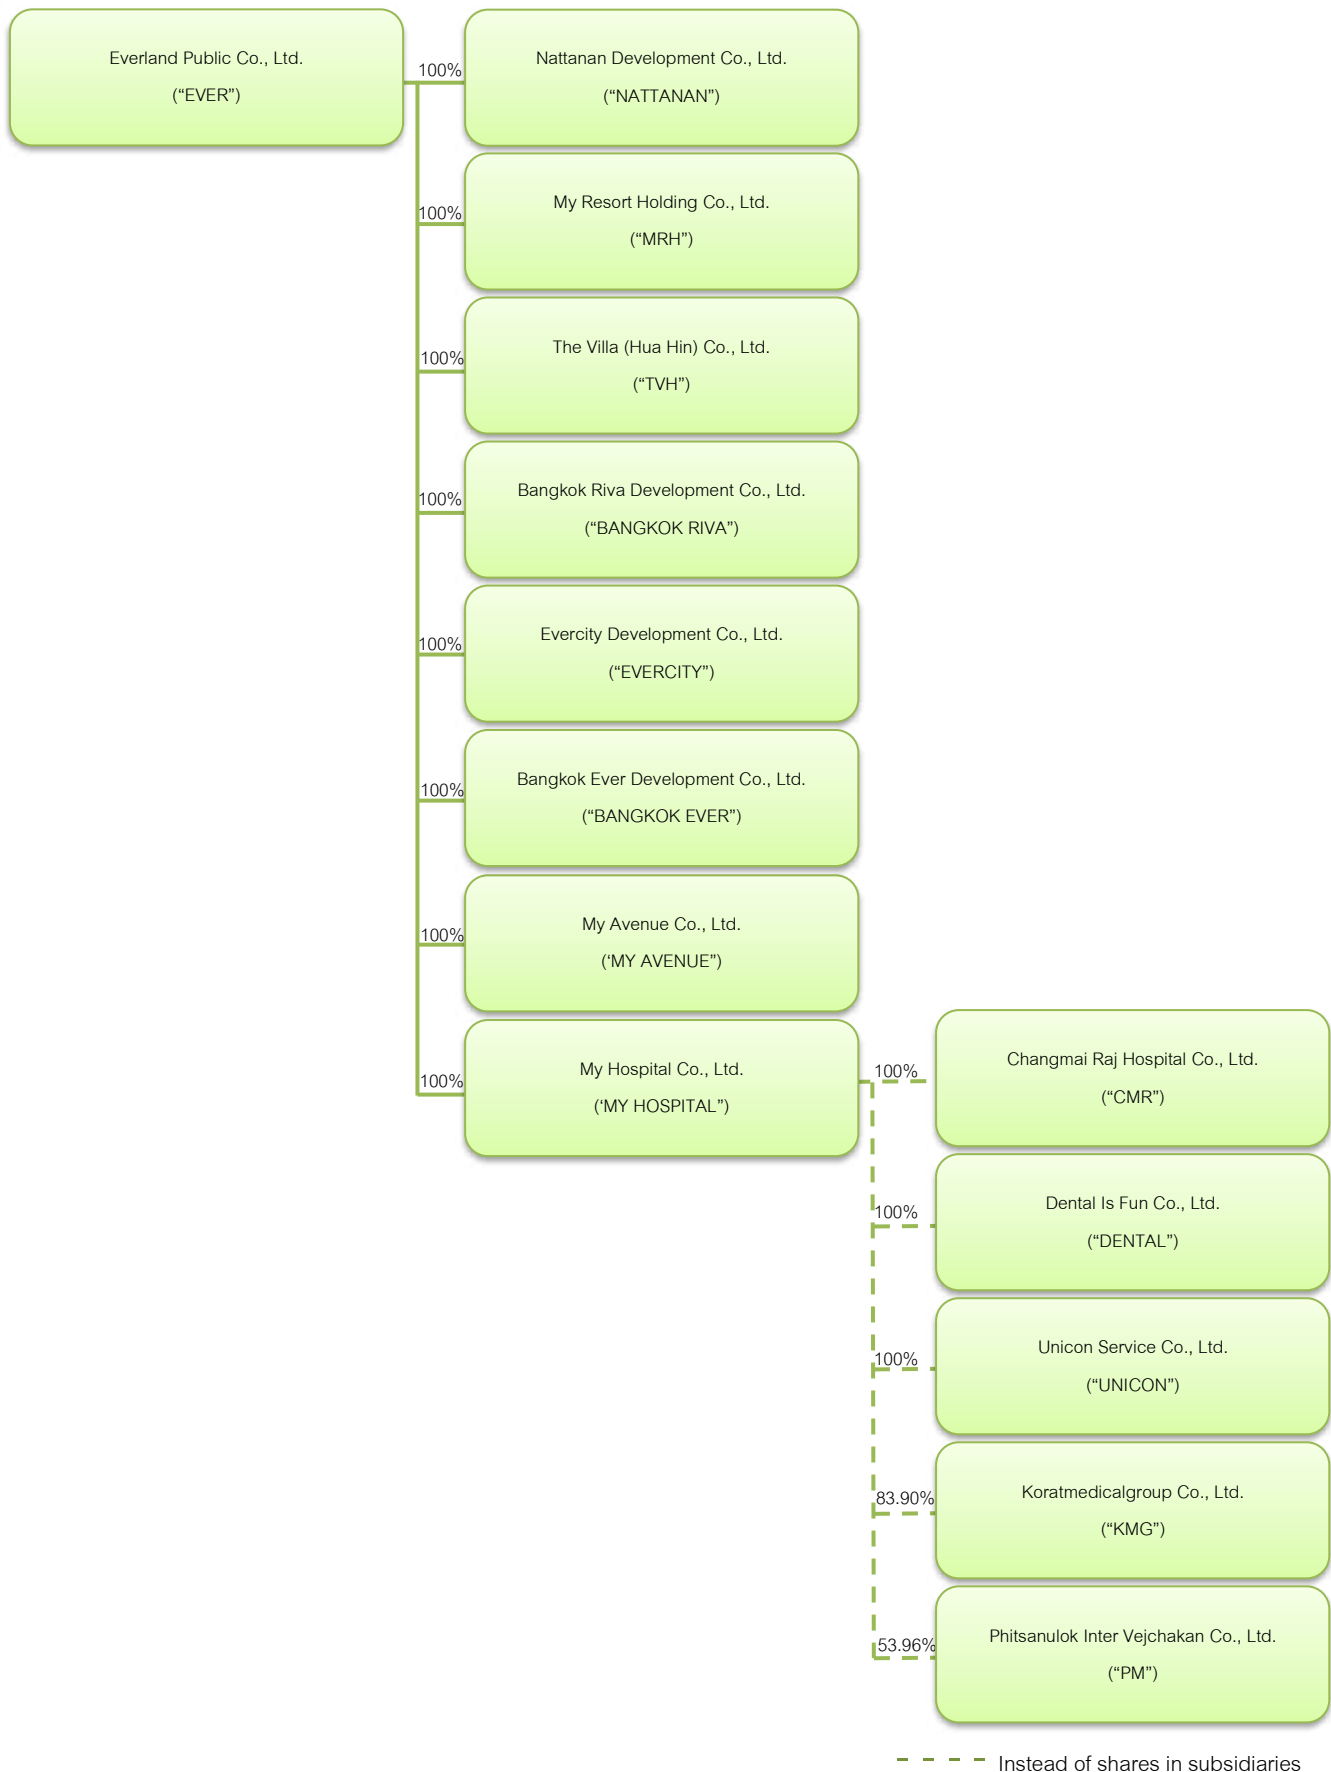 Everland Public Co., Ltd.
(“EVER”)
100%
Nattanan Development Co., Ltd.
(“NATTANAN”)
100%
My Resort Holding Co., Ltd.
(“MRH”)
100%
The Villa (Hua Hin) Co., Ltd.
(“TVH”)
100%
Bangkok Riva Development Co., Ltd.
(“BANGKOK RIVA”)
100%
Evercity Development Co., Ltd.
(“EVERCITY”)
100%
Bangkok Ever Development Co., Ltd.
(“BANGKOK EVER”)
100%
My Avenue Co., Ltd.
(‘MY AVENUE”)
100%
My Hospital Co., Ltd.
(‘MY HOSPITAL”)
100%
Changmai Raj Hospital Co., Ltd.
(“CMR”)
100%
Dental Is Fun Co., Ltd.
(“DENTAL”)
100%
Unicon Service Co., Ltd.
(“UNICON”)
83.90%
Koratmedicalgroup Co., Ltd.
(“KMG”)
53.96%
Phitsanulok Inter Vejchakan Co., Ltd.
(“PM”)
Instead of shares in subsidiaries